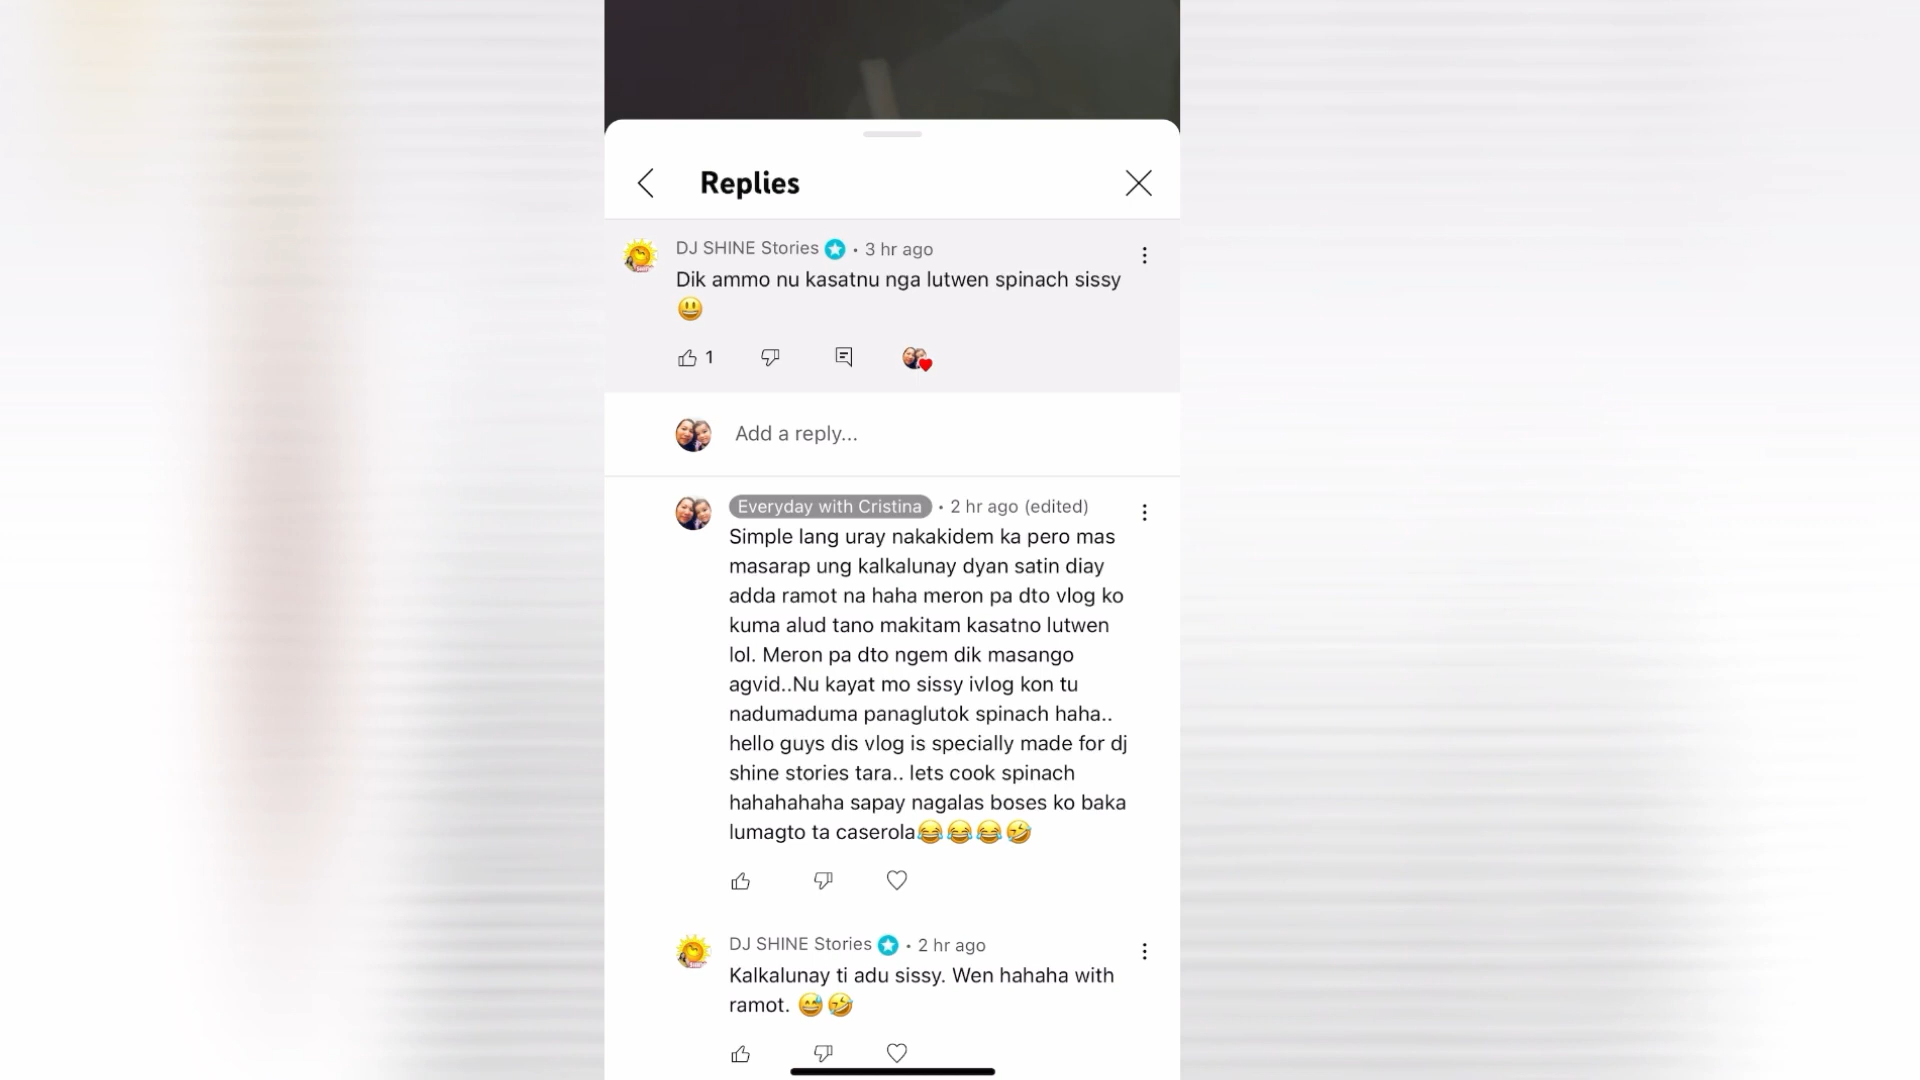 Replies
DJ SHINE Stories • 3 hr ago
Dik ammo nu kasatnu nga lutwen spinach sissy
😃
1
Add a reply...
Everyday with Cristina • 2 hr ago (edited)
Simple lang uray nakakidem ka pero mas
masarap ung kalkalunay dyan satin diay
adda ramot na haha meron pa dto vlog ko
kuma alud tano makitam kasatno lutwen
lol. Meron pa dto ngem dik masango
agvid..Nu kayat mo sissy ivlog kon tu
nadumaduma panaglutok spinach haha..
hello guys dis vlog is specially made for dj
shine stories tara.. lets cook spinach
hahahahaha sapay nagalas boses ko baka
lumagto ta caserola😂😂😂🤣
DJ SHINE Stories • 2 hr ago
Kalkalunay ti adu sissy. Wen hahaha with
ramot. 😅🤣